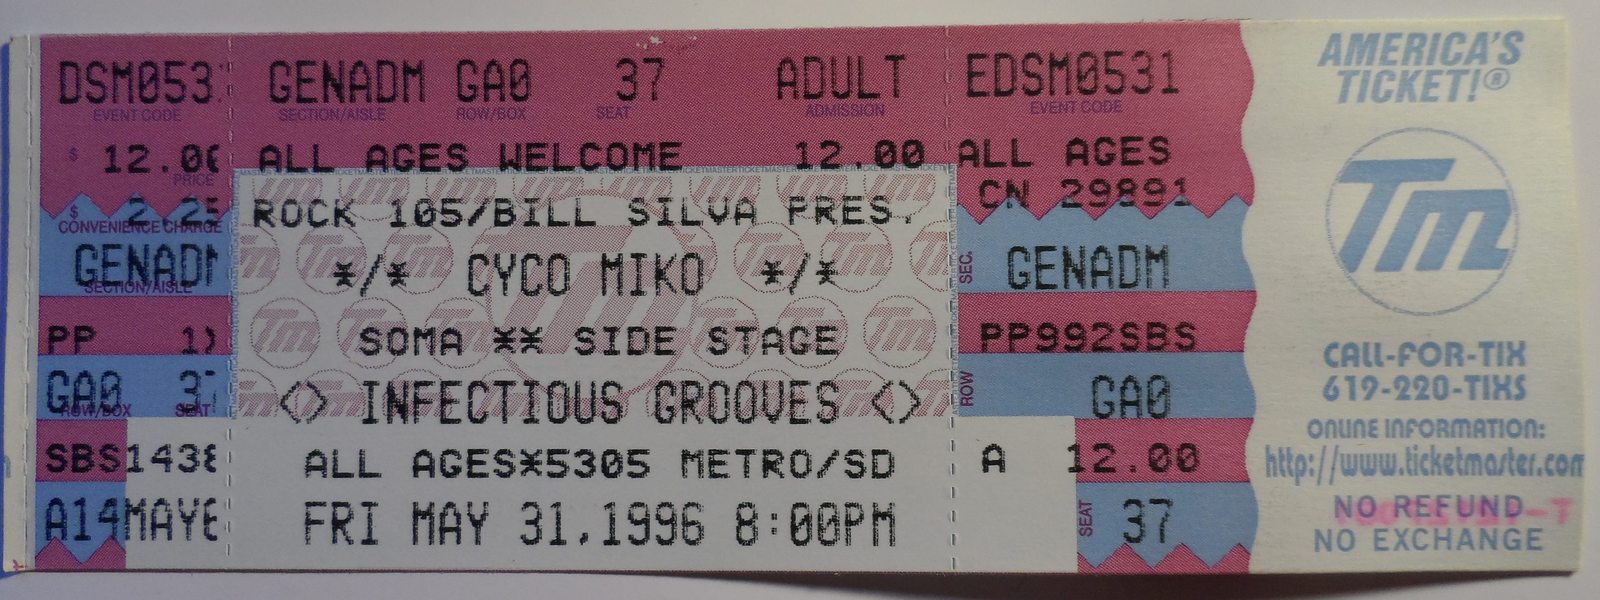 DSM053
EVENT CODE
$ 12.00
PRICE
$ 2.25
CONVENIENCE CHARGE
GENADM
SECTION/AISLE
PP 1
GA0 37
ROW/BOX SEAT
SBS1438
A14MAY6
GENADM GA0 37 ADULT
SECTION/AISLE ROW/BOX SEAT ADMISSION
ALL AGES WELCOME 12.00
ROCK 105/BILL SILVA PRES.
*/* CYCO MIKO */*
SOMA ** SIDE STAGE
<> INFECTIOUS GROOVES <>
ALL AGES*5305 METRO/SD
FRI MAY 31,1996 8:00PM
EDSM0531
EVENT CODE
ALL AGES
CN 29891
SEC. GENADM
PP992SBS
ROW GA0
A 12.00
SEAT 37
AMERICA'S
TICKET!®
Tm
CALL-FOR-TIX
619-220-TIXS
ONLINE INFORMATION:
http://www.ticketmaster.com
NO REFUND
NO EXCHANGE